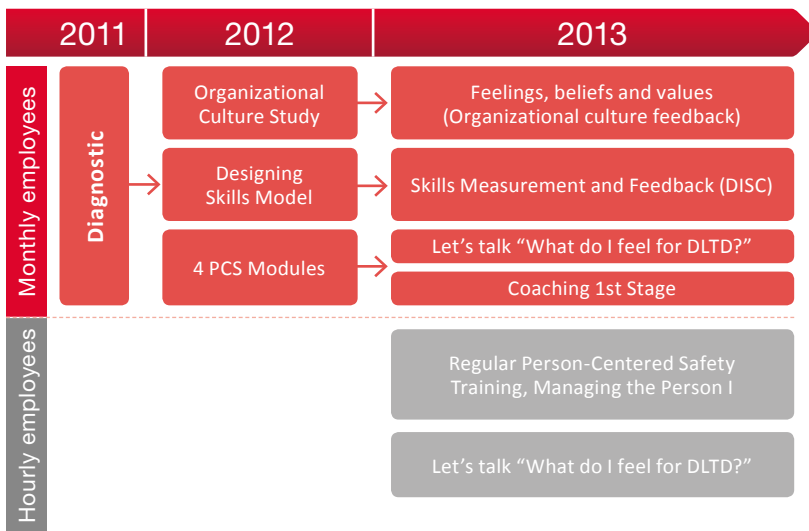 2011
2012
2013
Monthly employees
Diagnostic
Organizational
Culture Study
Feelings, beliefs and values
(Organizational culture feedback)
Designing
Skills Model
Skills Measurement and Feedback (DISC)
4 PCS Modules
Let’s talk “What do I feel for DLTD?”
Coaching 1st Stage
Hourly employees
Regular Person-Centered Safety
Training, Managing the Person I
Let’s talk “What do I feel for DLTD?”